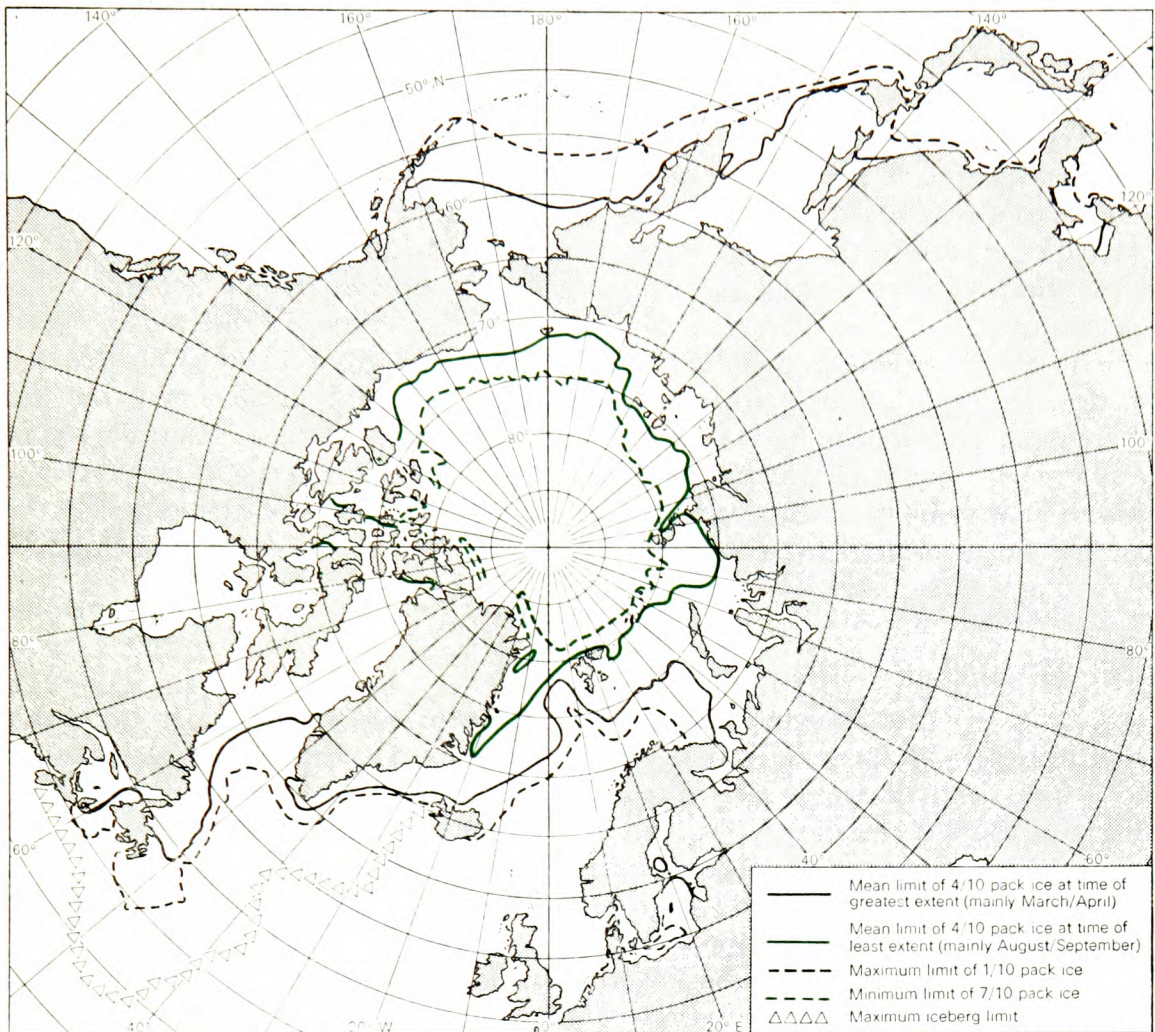 140°
160°
180°
160°
140°
50° N
60°
120°
120°
70°
80°
100°
100°
80°
80°
60°
40°
60°
40°
20° W
0°
20° E
Mean limit of 4/10 pack ice at time of
greatest extent (mainly March/April)
Mean limit of 4/10 pack ice at time of
least extent (mainly August/September)
Maximum limit of 1/10 pack ice
Minimum limit of 7/10 pack ice
Maximum iceberg limit